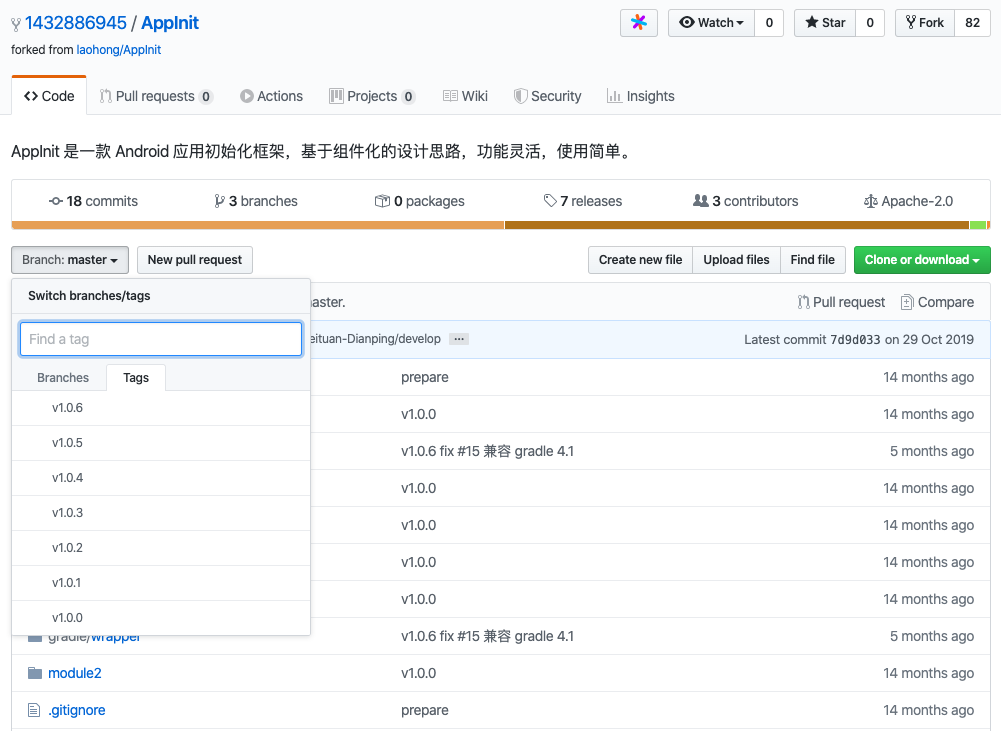 1432886945 / AppInit
Watch 0 Star 0 Fork 82
forked from laohong/AppInit
Code Pull requests 0 Actions Projects 0 Wiki Security Insights
AppInit 是一款 Android 应用初始化框架，基于组件化的设计思路，功能灵活，使用简单。
18 commits 3 branches 0 packages 7 releases 3 contributors Apache-2.0
Branch: master New pull request Create new file Upload files Find file Clone or download
Switch branches/tags
aster. Pull request Compare
Find a tag
eituan-Dianping/develop ... Latest commit 7d9d033 on 29 Oct 2019
Branches Tags
prepare 14 months ago
v1.0.6
v1.0.0 14 months ago
v1.0.5
v1.0.6 fix #15 兼容 gradle 4.1 5 months ago
v1.0.4
v1.0.0 14 months ago
v1.0.3
v1.0.0 14 months ago
v1.0.2
v1.0.0 14 months ago
v1.0.1
v1.0.0 14 months ago
v1.0.0
gradle/wrapper v1.0.6 fix #15 兼容 gradle 4.1 5 months ago
module2 v1.0.0 14 months ago
.gitignore prepare 14 months ago